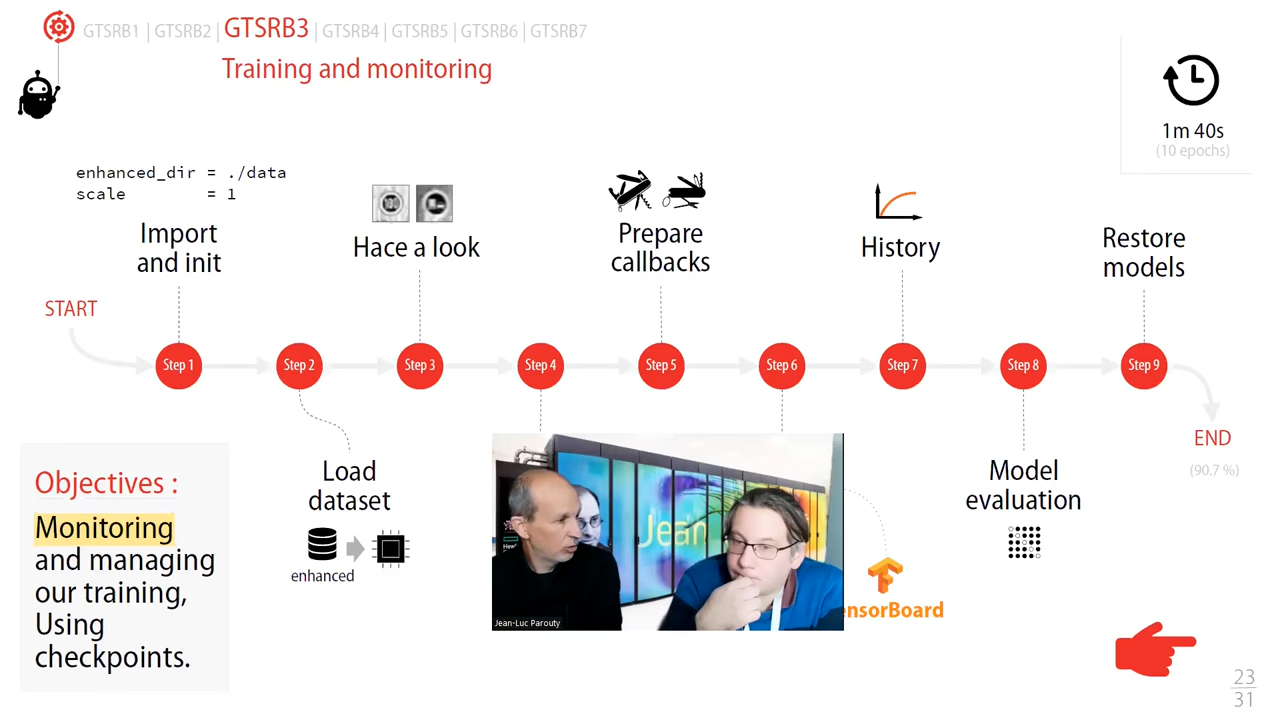 GTSRB1 | GTSRB2 | GTSRB3 | GTSRB4 | GTSRB5 | GTSRB6 | GTSRB7
Training and monitoring
1m 40s
(10 epochs)
enhanced_dir = ./data
scale = 1
Import
and init
Hace a look
Prepare
callbacks
History
Restore
models
START
Step 1
Step 2
Step 3
Step 4
Step 5
Step 6
Step 7
Step 8
Step 9
END
(90.7 %)
Load
dataset
enhanced
Model
evaluation
Objectives :
Monitoring
and managing
our training,
Using
checkpoints.
Jean
Jean-Luc Parouty
ensorBoard
23
31